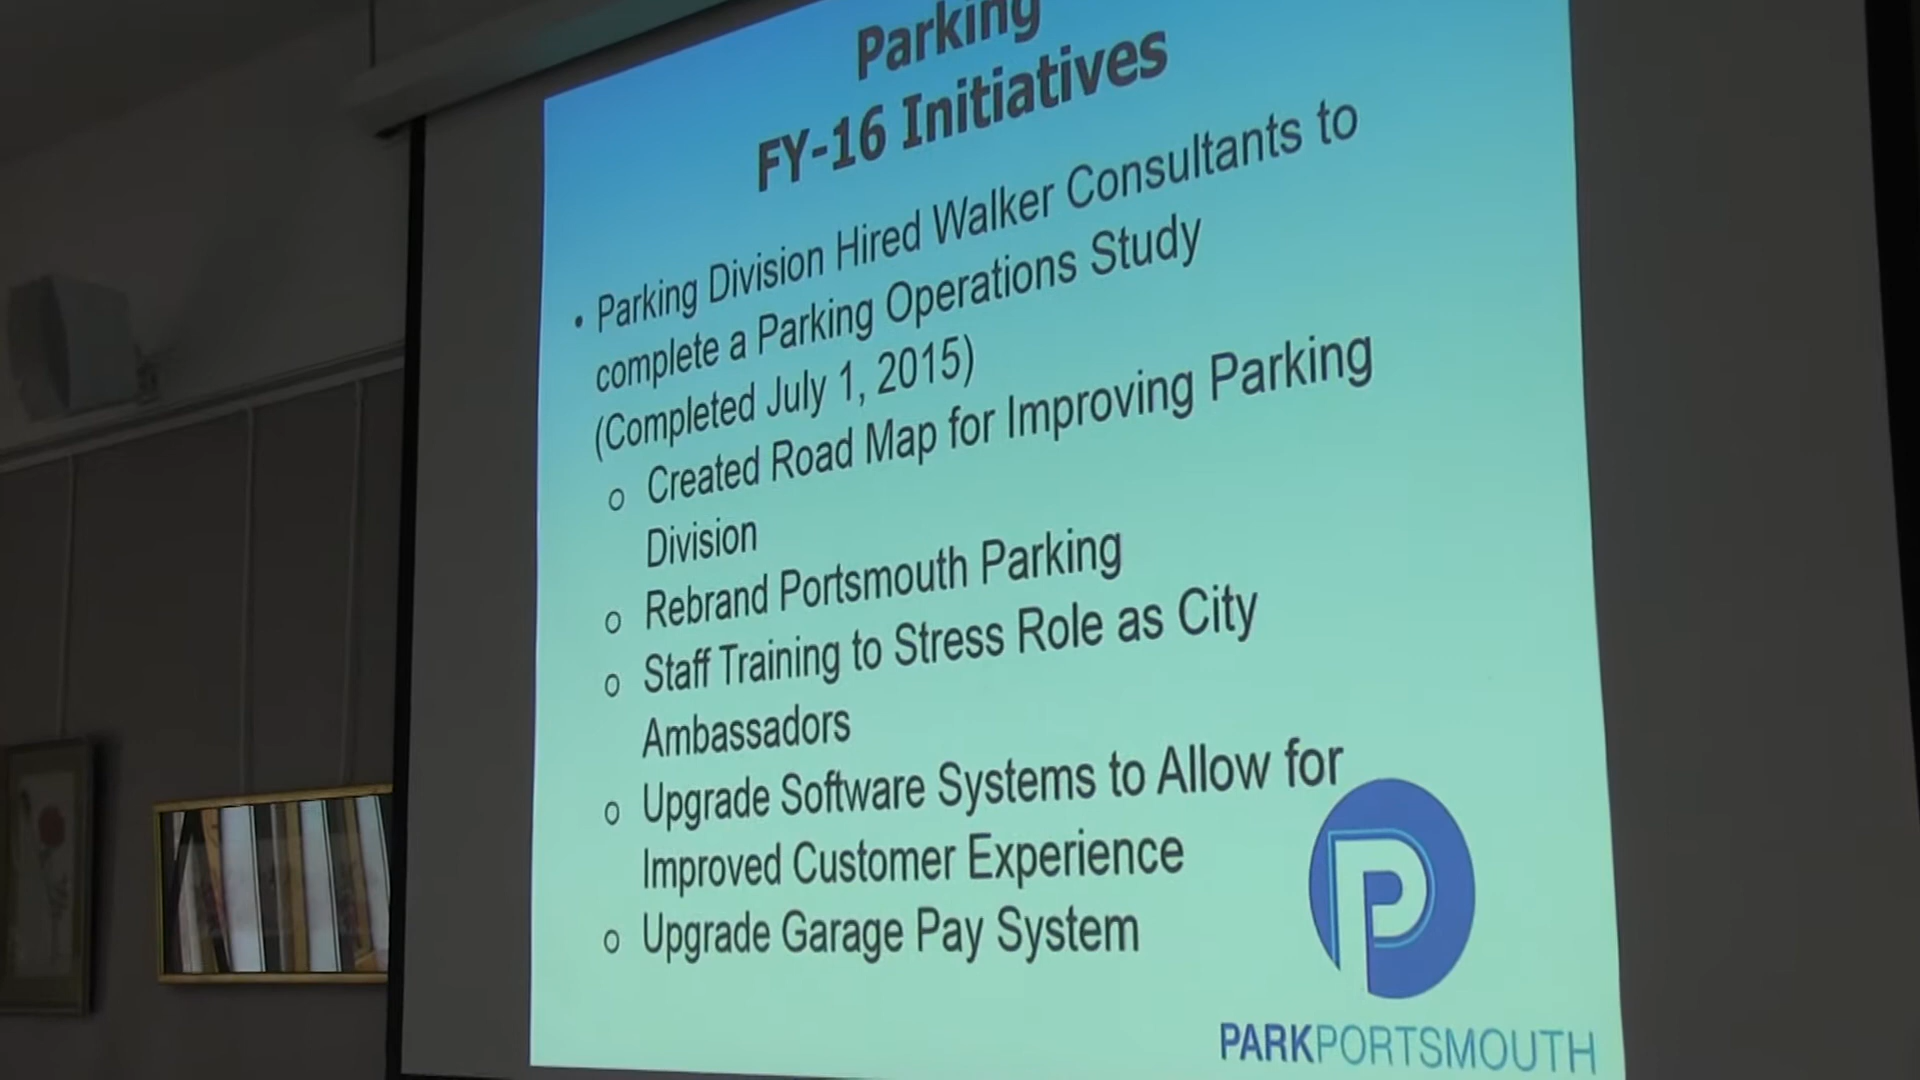 Parking
FY-16 Initiatives
• Parking Division Hired Walker Consultants to
complete a Parking Operations Study
(Completed July 1, 2015)
o Created Road Map for Improving Parking
Division
o Rebrand Portsmouth Parking
o Staff Training to Stress Role as City
Ambassadors
o Upgrade Software Systems to Allow for
Improved Customer Experience
o Upgrade Garage Pay System
P
PARKPORTSMOUTH